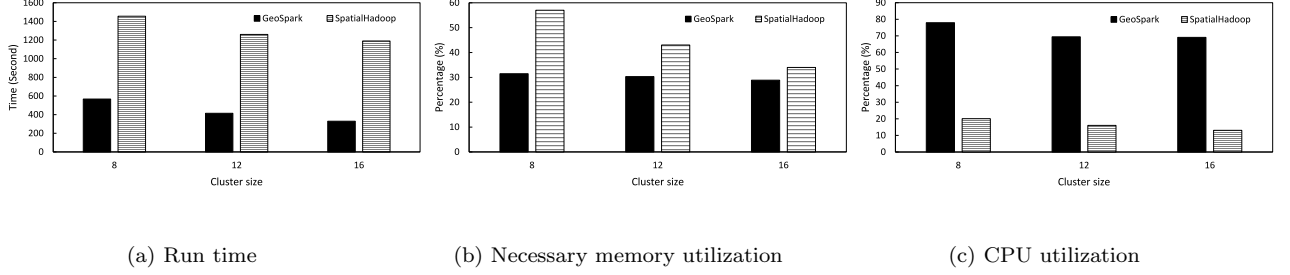 1600
1400
1200
1000
800
600
400
200
0
Time (Second)
GeoSpark SpatialHadoop
8 12 16
Cluster size
(a) Run time
60
50
40
30
20
10
0
Percentage (%)
GeoSpark SpatialHadoop
8 12 16
Cluster size
(b) Necessary memory utilization
90
80
70
60
50
40
30
20
10
0
Percentage (%)
GeoSpark SpatialHadoop
8 12 16
Cluster size
(c) CPU utilization